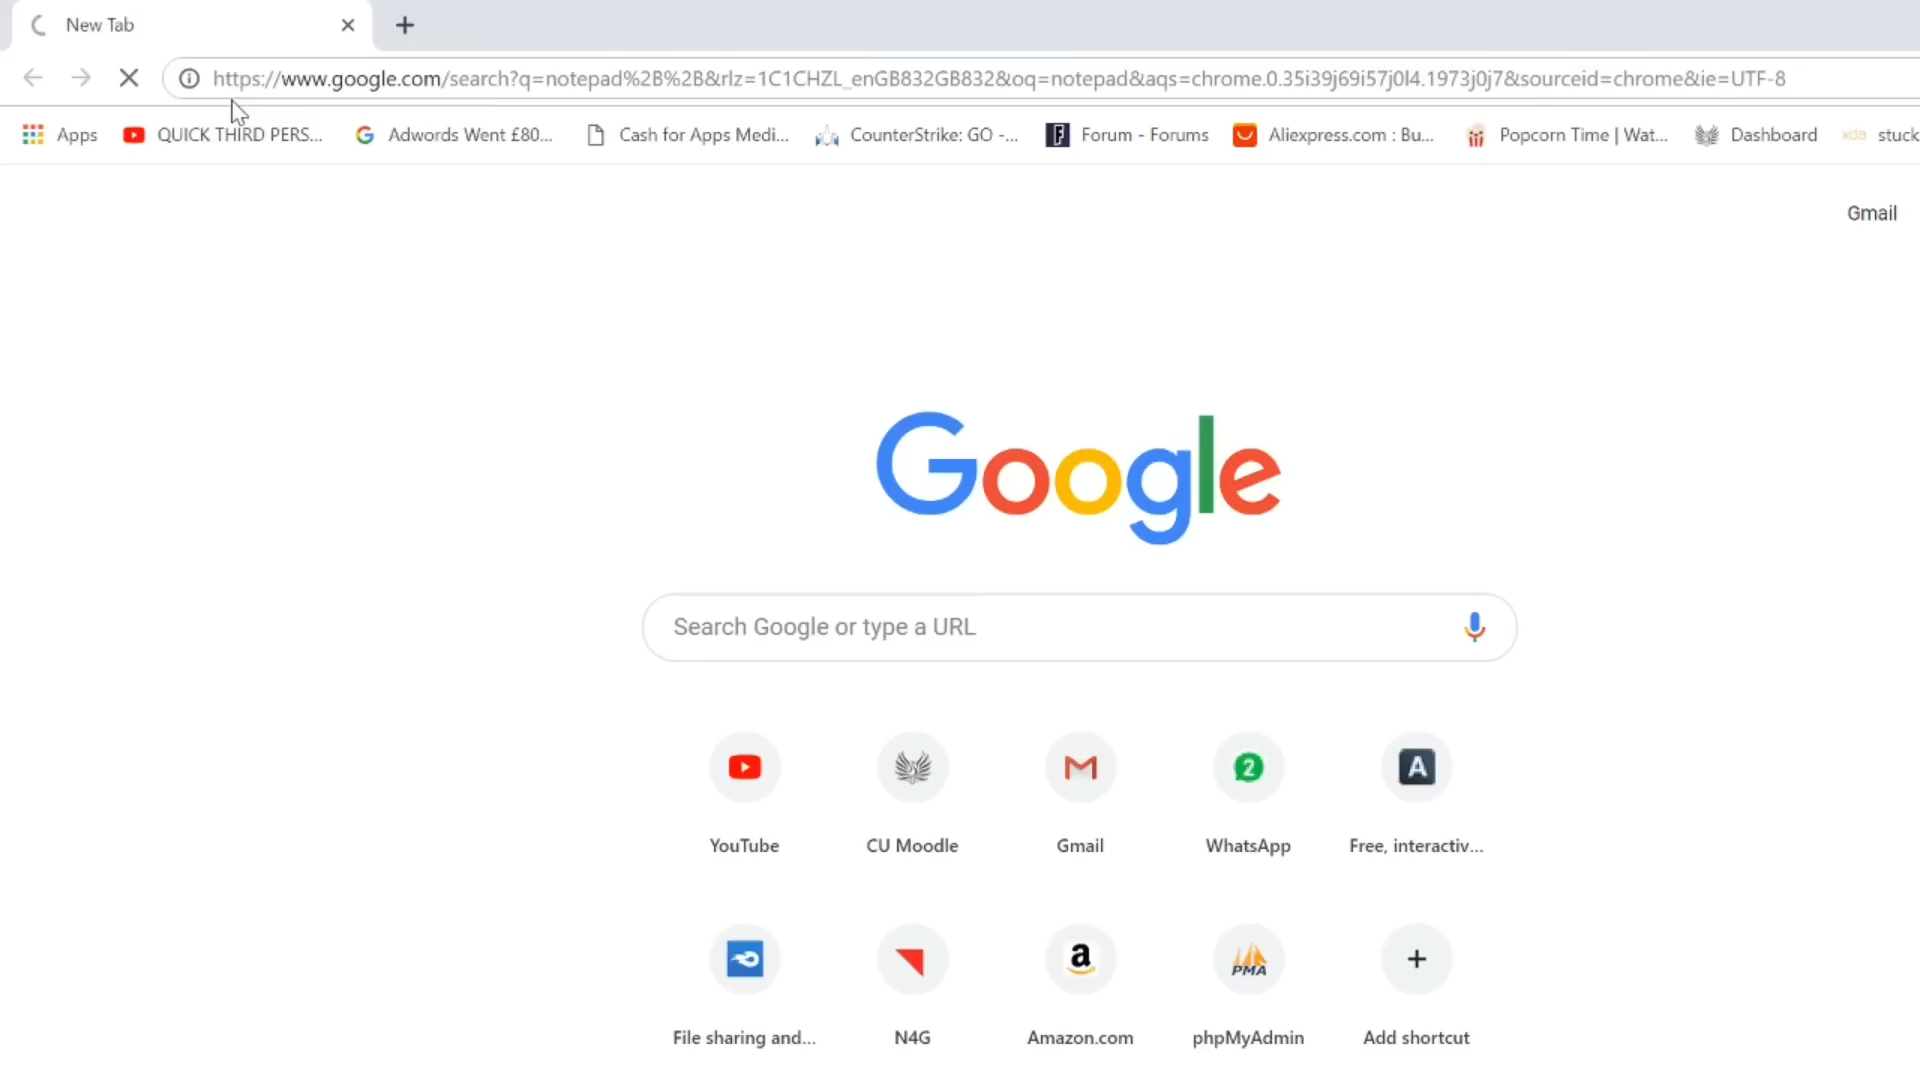 New Tab
https://www.google.com/search?q=notepad%2B%2B&rlz=1C1CHZL_enGB832GB832&oq=notepad&aqs=chrome.0.35i39j69i57j0l4.1973j0j7&sourceid=chrome&ie=UTF-8
Apps QUICK THIRD PERS... Adwords Went £80... Cash for Apps Medi... CounterStrike: GO -... Forum - Forums Aliexpress.com : Bu... Popcorn Time | Wat... Dashboard xda stuck
Gmail
Google
Search Google or type a URL
2 A
YouTube CU Moodle Gmail WhatsApp Free, interactiv...
a PMA
File sharing and... N4G Amazon.com phpMyAdmin Add shortcut